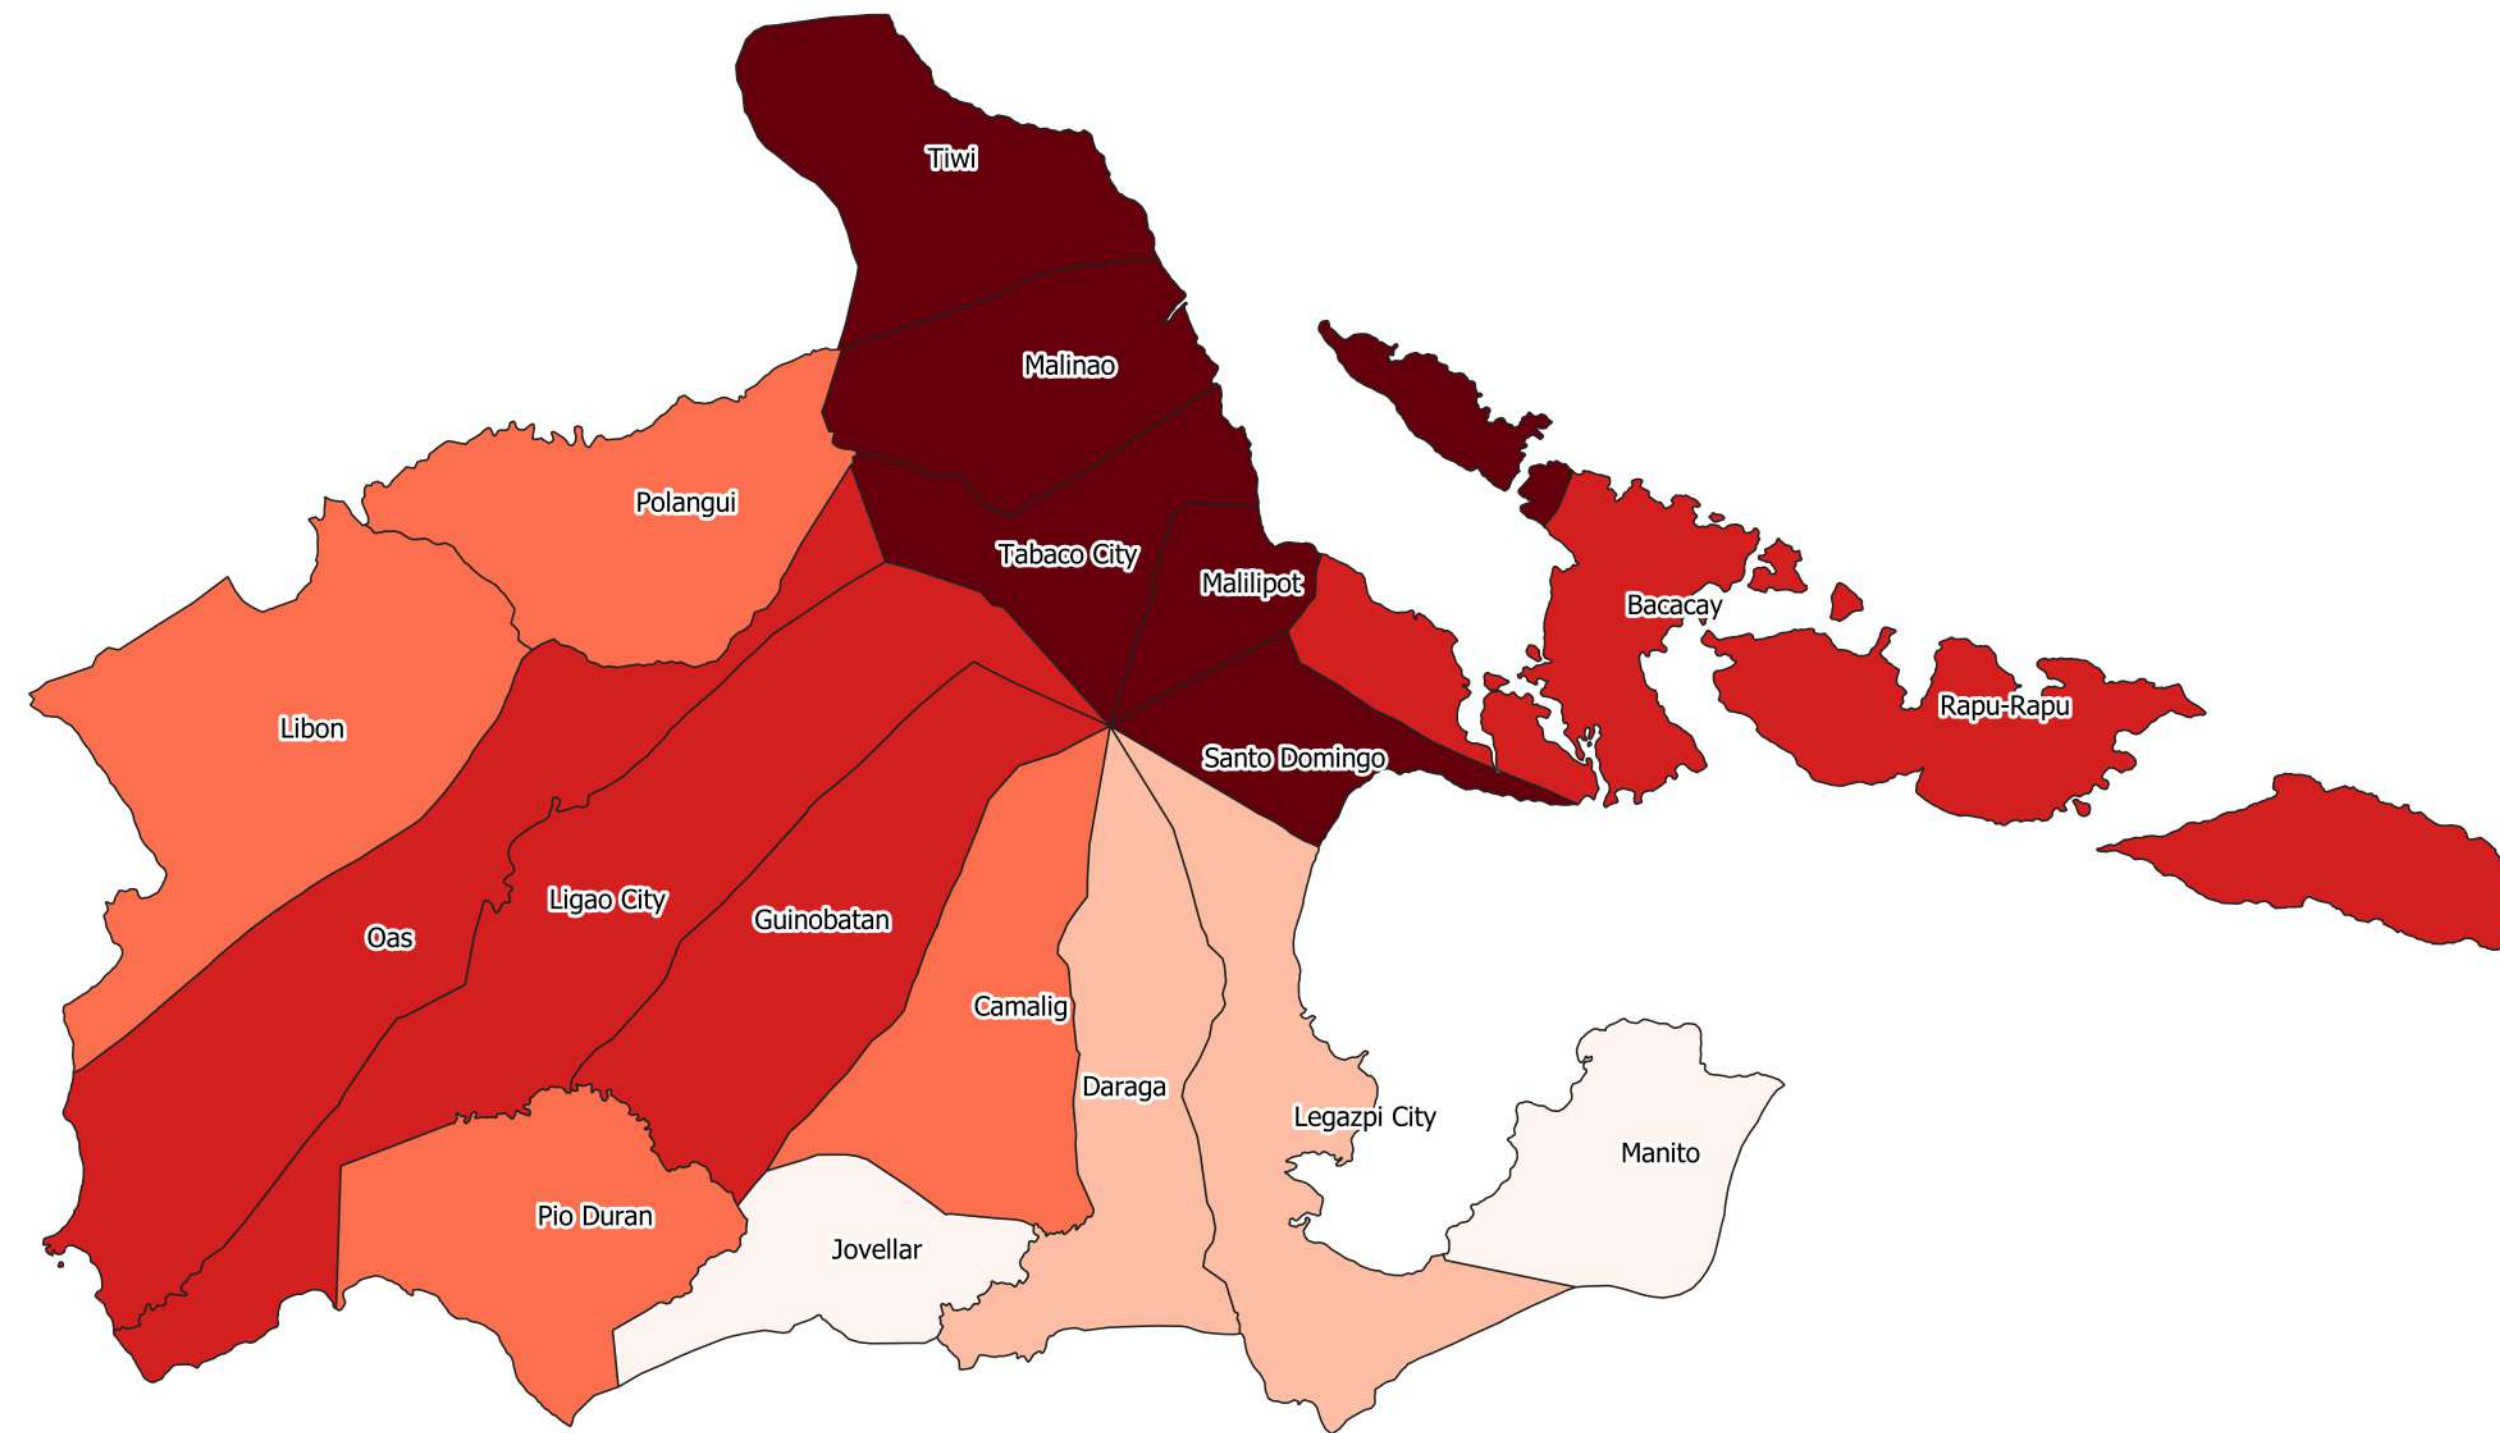 Tiwi
Malinao
Polangui
Tabaco City
Malilipot
Bacacay
Rapu-Rapu
Libon
Santo Domingo
Ligao City
Guinobatan
Oas
Camalig
Daraga
Legazpi City
Manito
Pio Duran
Jovellar